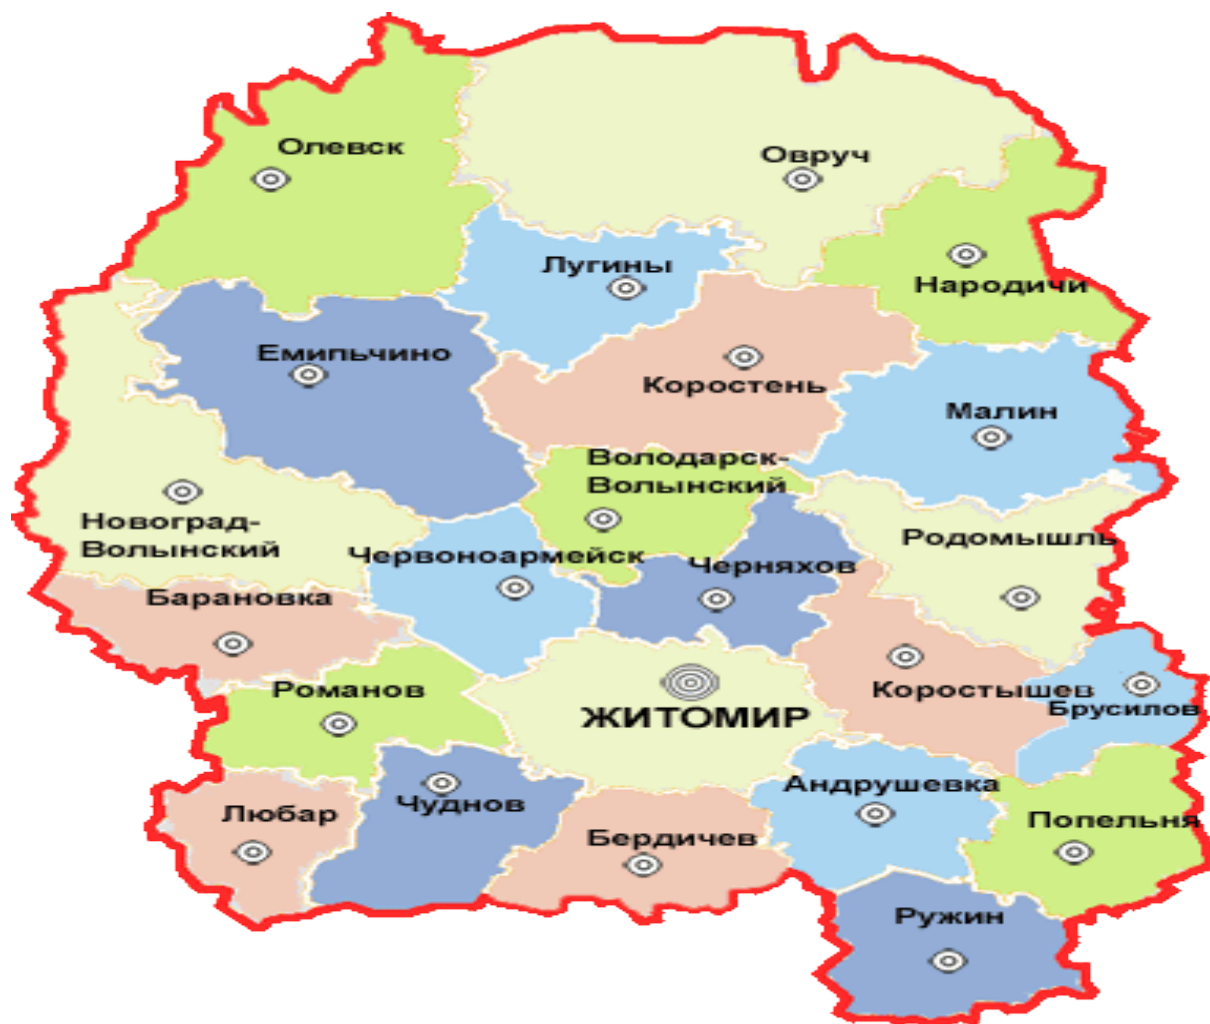 Олевск
Овруч
Лугины
Народичи
Емипьчино
Коростень
Малин
Володарск-
Волынский
Новоград-
Волынский
Родомышль
Червоноармейск
Черняхов
Барановка
Романов
Коростышев
Брусилов
ЖИТОМИР
Андрушевка
Чуднов
Любар
Попельня
Бердичев
Ружин